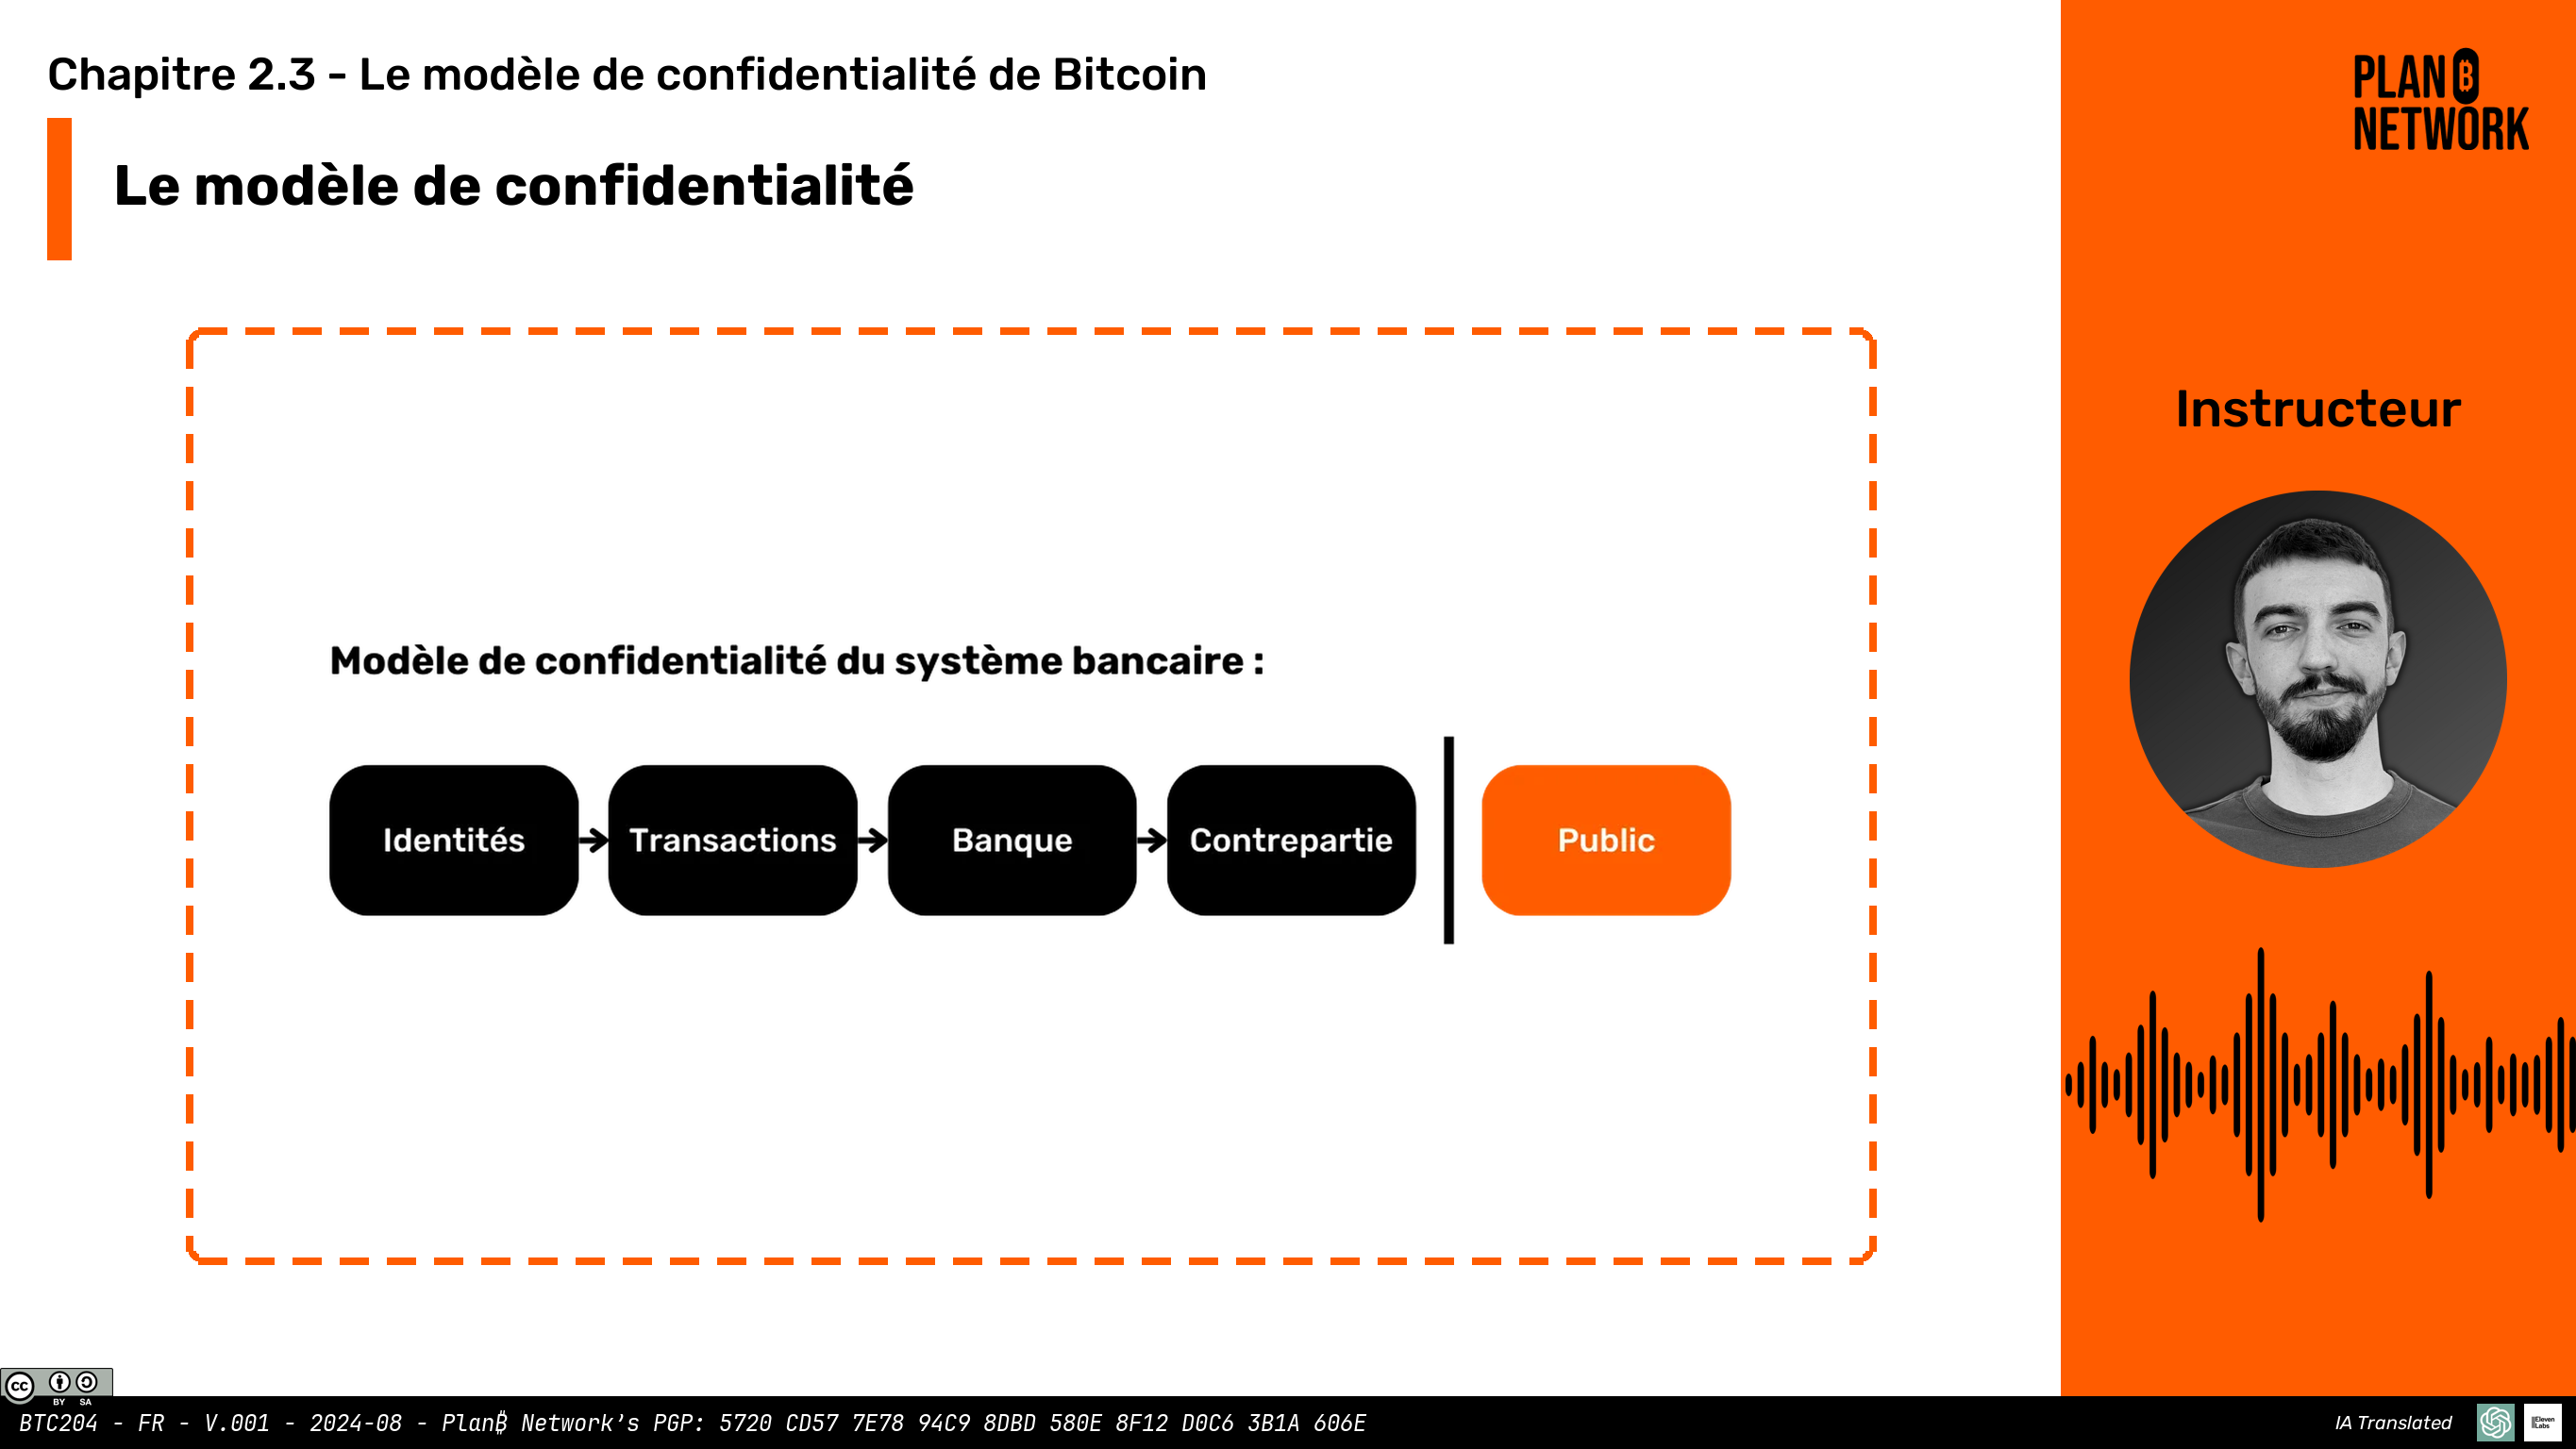 Chapitre 2.3 - Le modèle de confidentialité de Bitcoin
Le modèle de confidentialité
PLAN ₿
NETWORK
Instructeur
Modèle de confidentialité du système bancaire :
Identités
Transactions
Banque
Contrepartie
Public
cc
BY SA
BTC204 - FR - V.001 - 2024-08 - Plan₿ Network’s PGP: 5720 CD57 7E78 94C9 8DBD 580E 8F12 D0C6 3B1A 606E
IA Translated
IIEleven
Labs